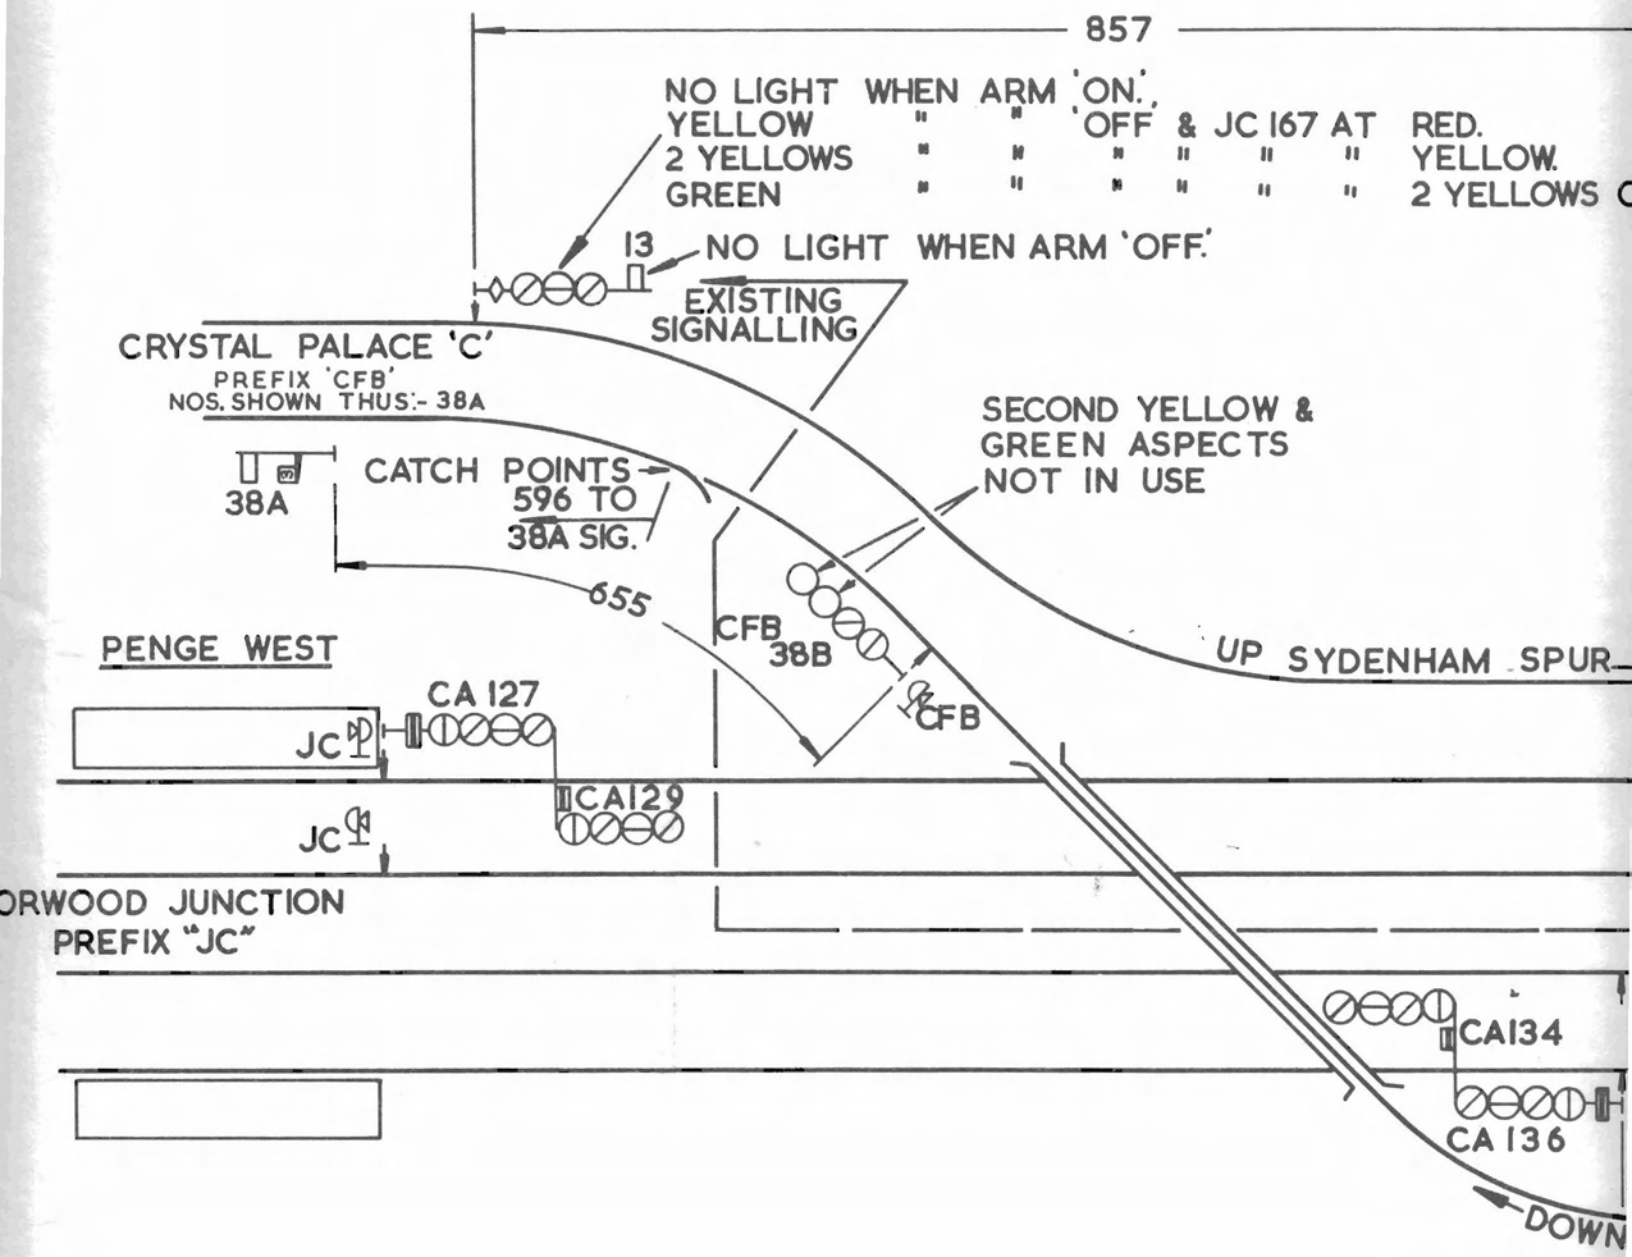 857
NO LIGHT WHEN ARM 'ON'.
YELLOW " " 'OFF' & JC 167 AT RED.
2 YELLOWS " " " " " " YELLOW.
GREEN " " " " " " 2 YELLOWS
13
NO LIGHT WHEN ARM 'OFF.'
EXISTING
SIGNALLING
CRYSTAL PALACE 'C'
PREFIX 'CFB'
NOS. SHOWN THUS:- 38A
SECOND YELLOW &
GREEN ASPECTS
NOT IN USE
CATCH POINTS
596 TO
38A SIG.
3
38A
655
CFB
38B
CFB
UP SYDENHAM SPUR
PENGE WEST
CA 127
JC
CA129
JC
ORWOOD JUNCTION
PREFIX "JC"
CA134
CA 136
DOWN